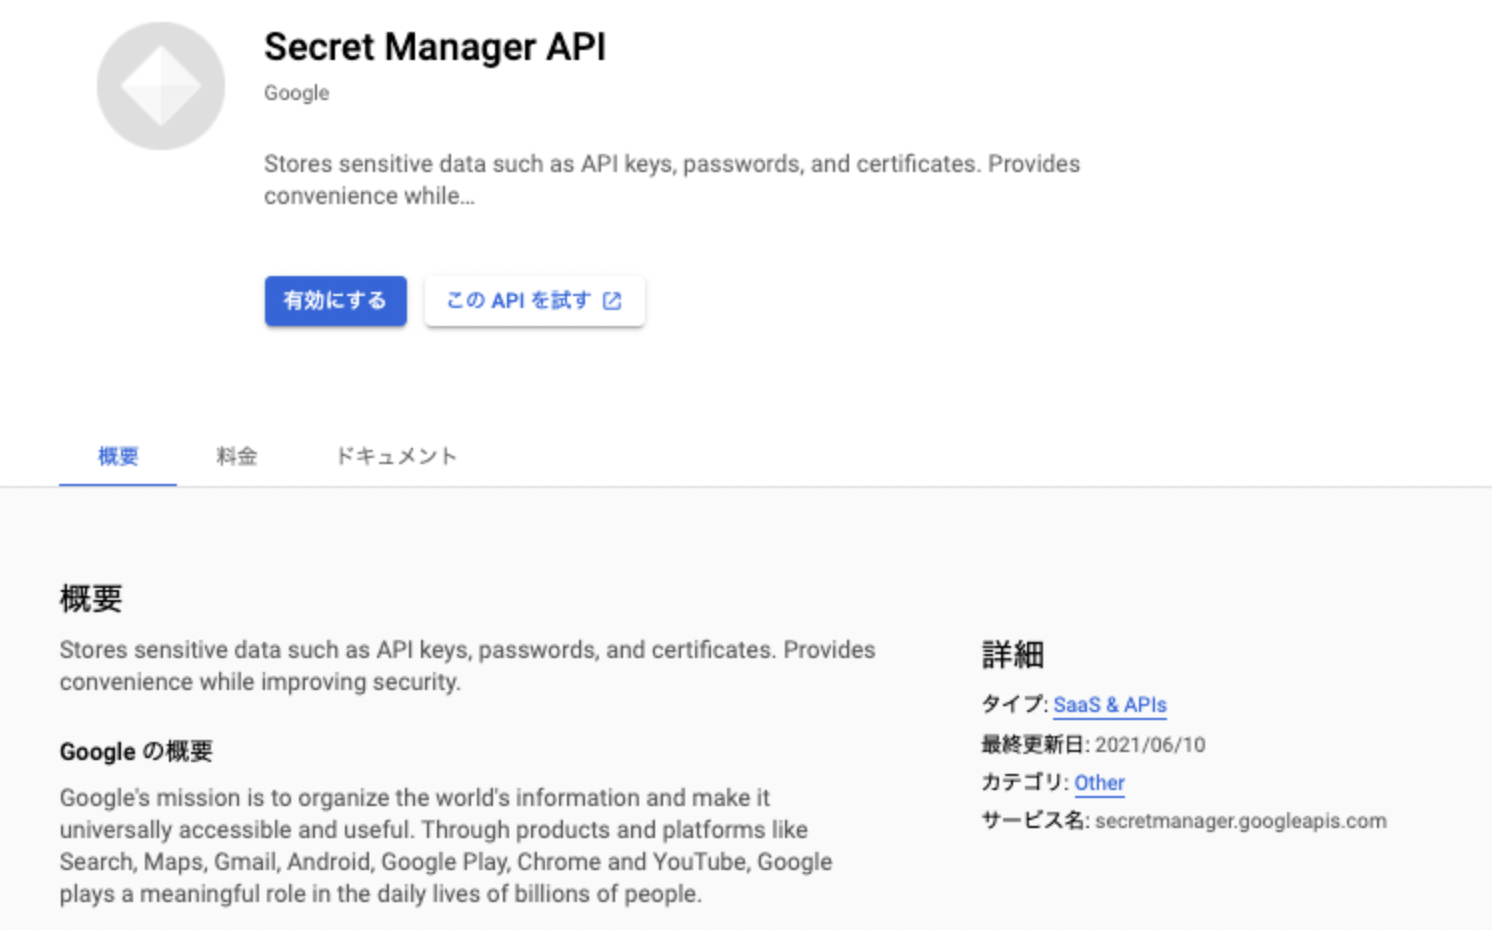 Secret Manager API
Google
Stores sensitive data such as API keys, passwords, and certificates. Provides
convenience while...
有効にする
この API を試す
概要
料金
ドキュメント
概要
Stores sensitive data such as API keys, passwords, and certificates. Provides
convenience while improving security.
Google の概要
Google's mission is to organize the world's information and make it
universally accessible and useful. Through products and platforms like
Search, Maps, Gmail, Android, Google Play, Chrome and YouTube, Google
plays a meaningful role in the daily lives of billions of people.
詳細
タイプ: SaaS & APIs
最終更新日: 2021/06/10
カテゴリ: Other
サービス名: secretmanager.googleapis.com